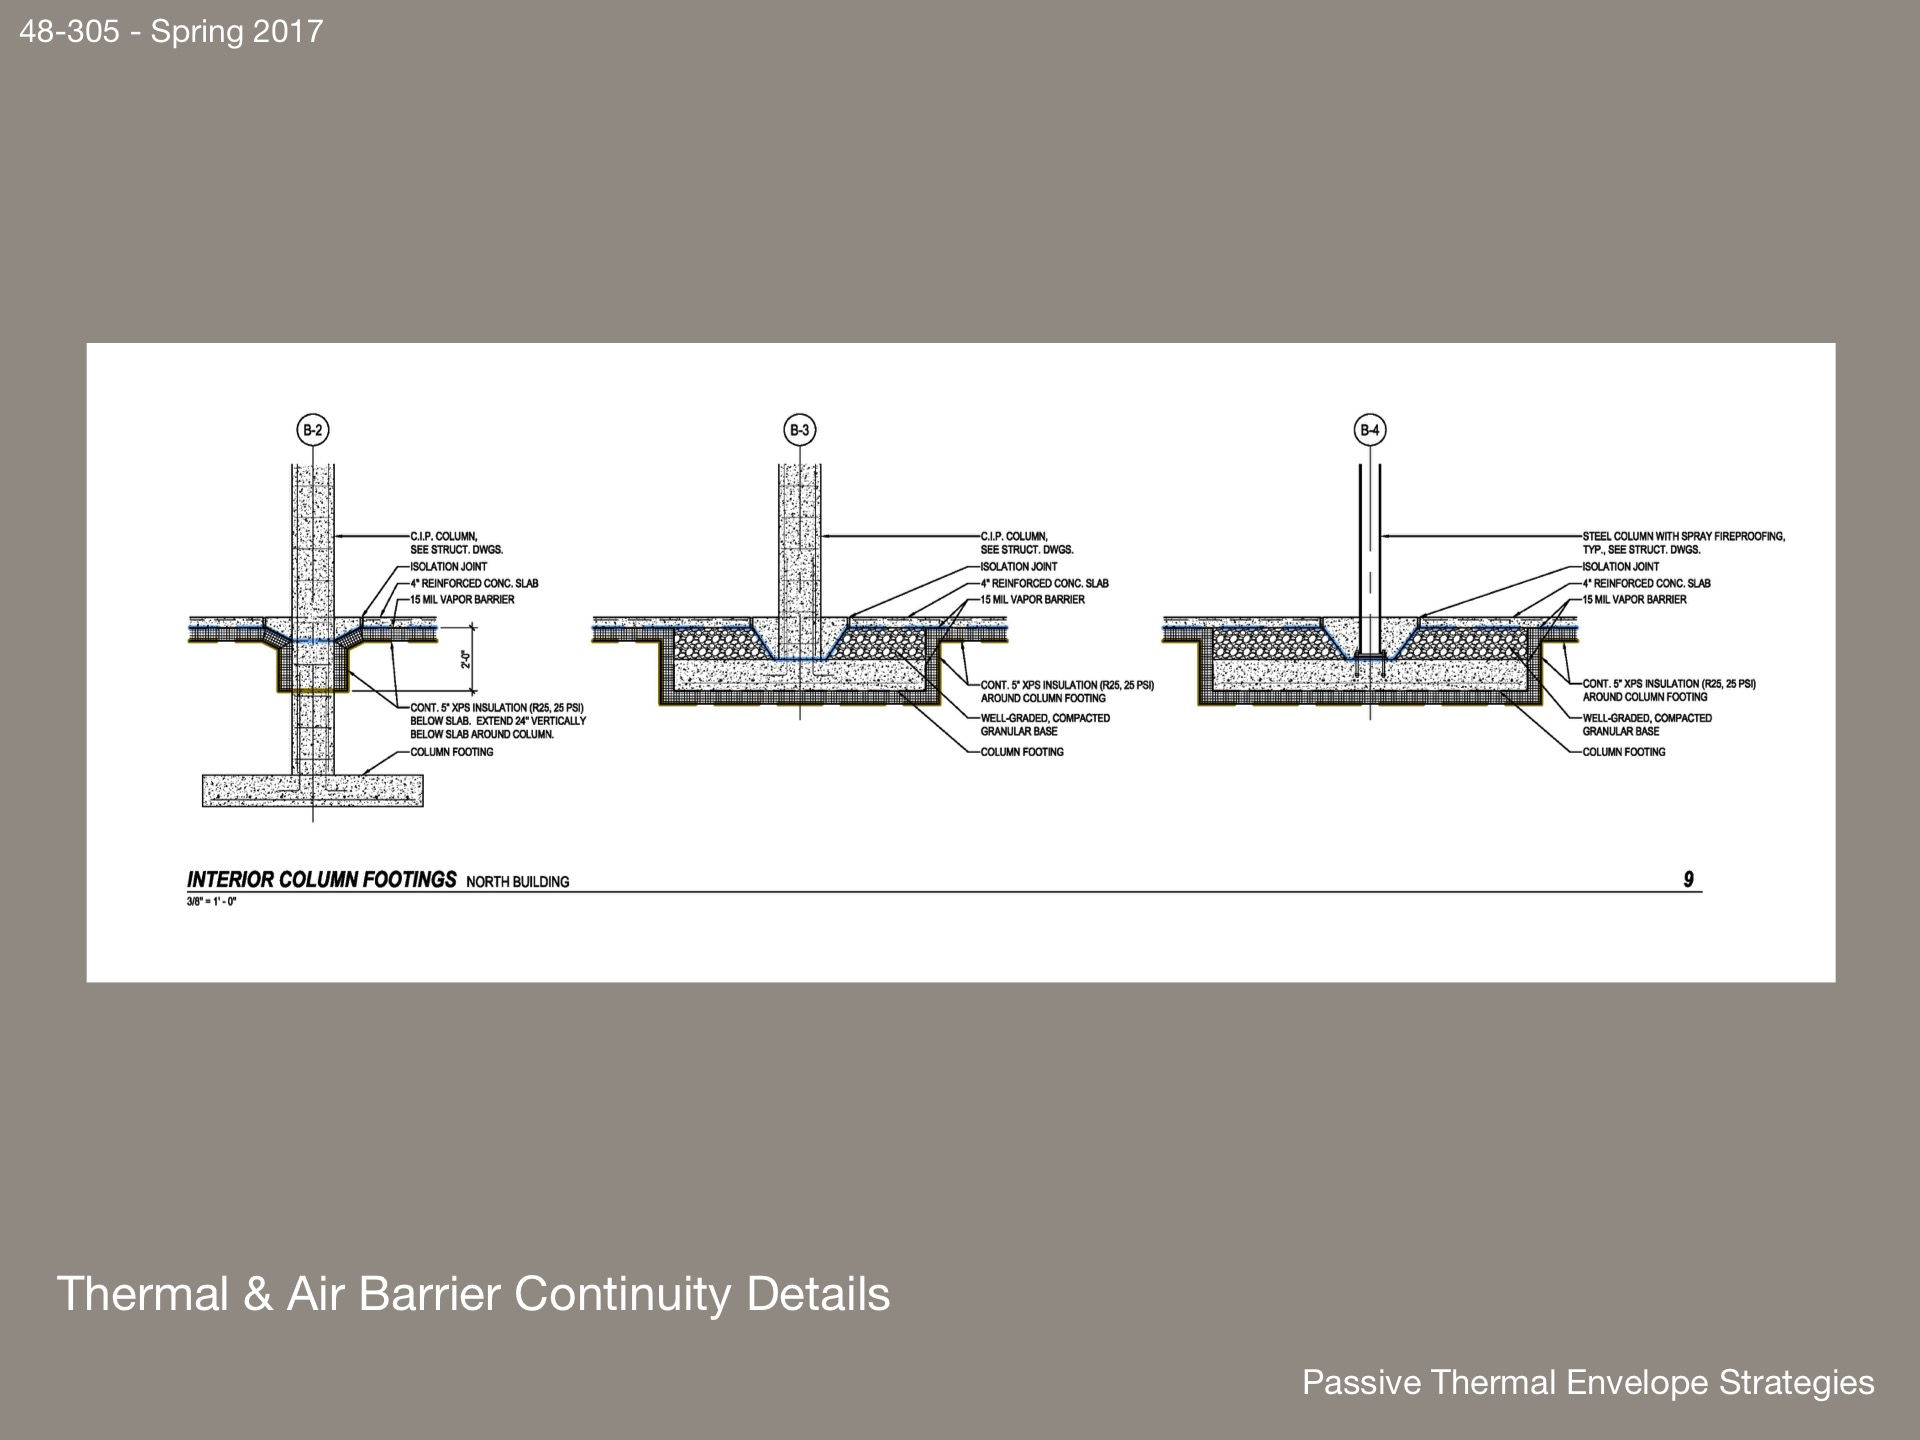 48-305 - Spring 2017
B-2
C.I.P. COLUMN,
SEE STRUCT. DWGS.
ISOLATION JOINT
4" REINFORCED CONC. SLAB
15 MIL VAPOR BARRIER
2'-0"
CONT. 5" XPS INSULATION (R25, 25 PSI)
BELOW SLAB. EXTEND 24" VERTICALLY
BELOW SLAB AROUND COLUMN.
COLUMN FOOTING
B-3
C.I.P. COLUMN,
SEE STRUCT. DWGS.
ISOLATION JOINT
4" REINFORCED CONC. SLAB
15 MIL VAPOR BARRIER
CONT. 5" XPS INSULATION (R25, 25 PSI)
AROUND COLUMN FOOTING
WELL-GRADED, COMPACTED
GRANULAR BASE
COLUMN FOOTING
B-4
STEEL COLUMN WITH SPRAY FIREPROOFING,
TYP., SEE STRUCT. DWGS.
ISOLATION JOINT
4" REINFORCED CONC. SLAB
15 MIL VAPOR BARRIER
CONT. 5" XPS INSULATION (R25, 25 PSI)
AROUND COLUMN FOOTING
WELL-GRADED, COMPACTED
GRANULAR BASE
COLUMN FOOTING
INTERIOR COLUMN FOOTINGS NORTH BUILDING 9
3/8" = 1' - 0"
Thermal & Air Barrier Continuity Details
Passive Thermal Envelope Strategies